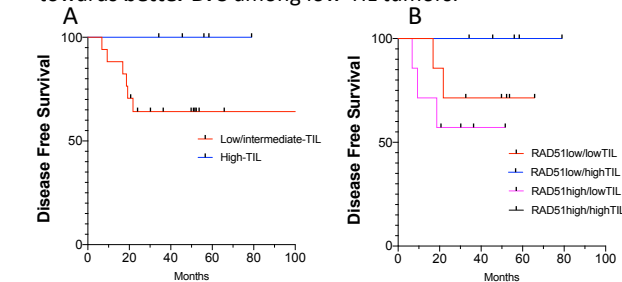 towards better DFS among low-TIL tumors.
A
B
Disease Free Survival
100
50
0
0 20 40 60 80 100
Months
Low/intermediate-TIL
High-TIL
Disease Free Survival
100
50
0
0 20 40 60 80 100
Months
RAD51low/lowTIL
RAD51low/highTIL
RAD51high/lowTIL
RAD51high/highTIL